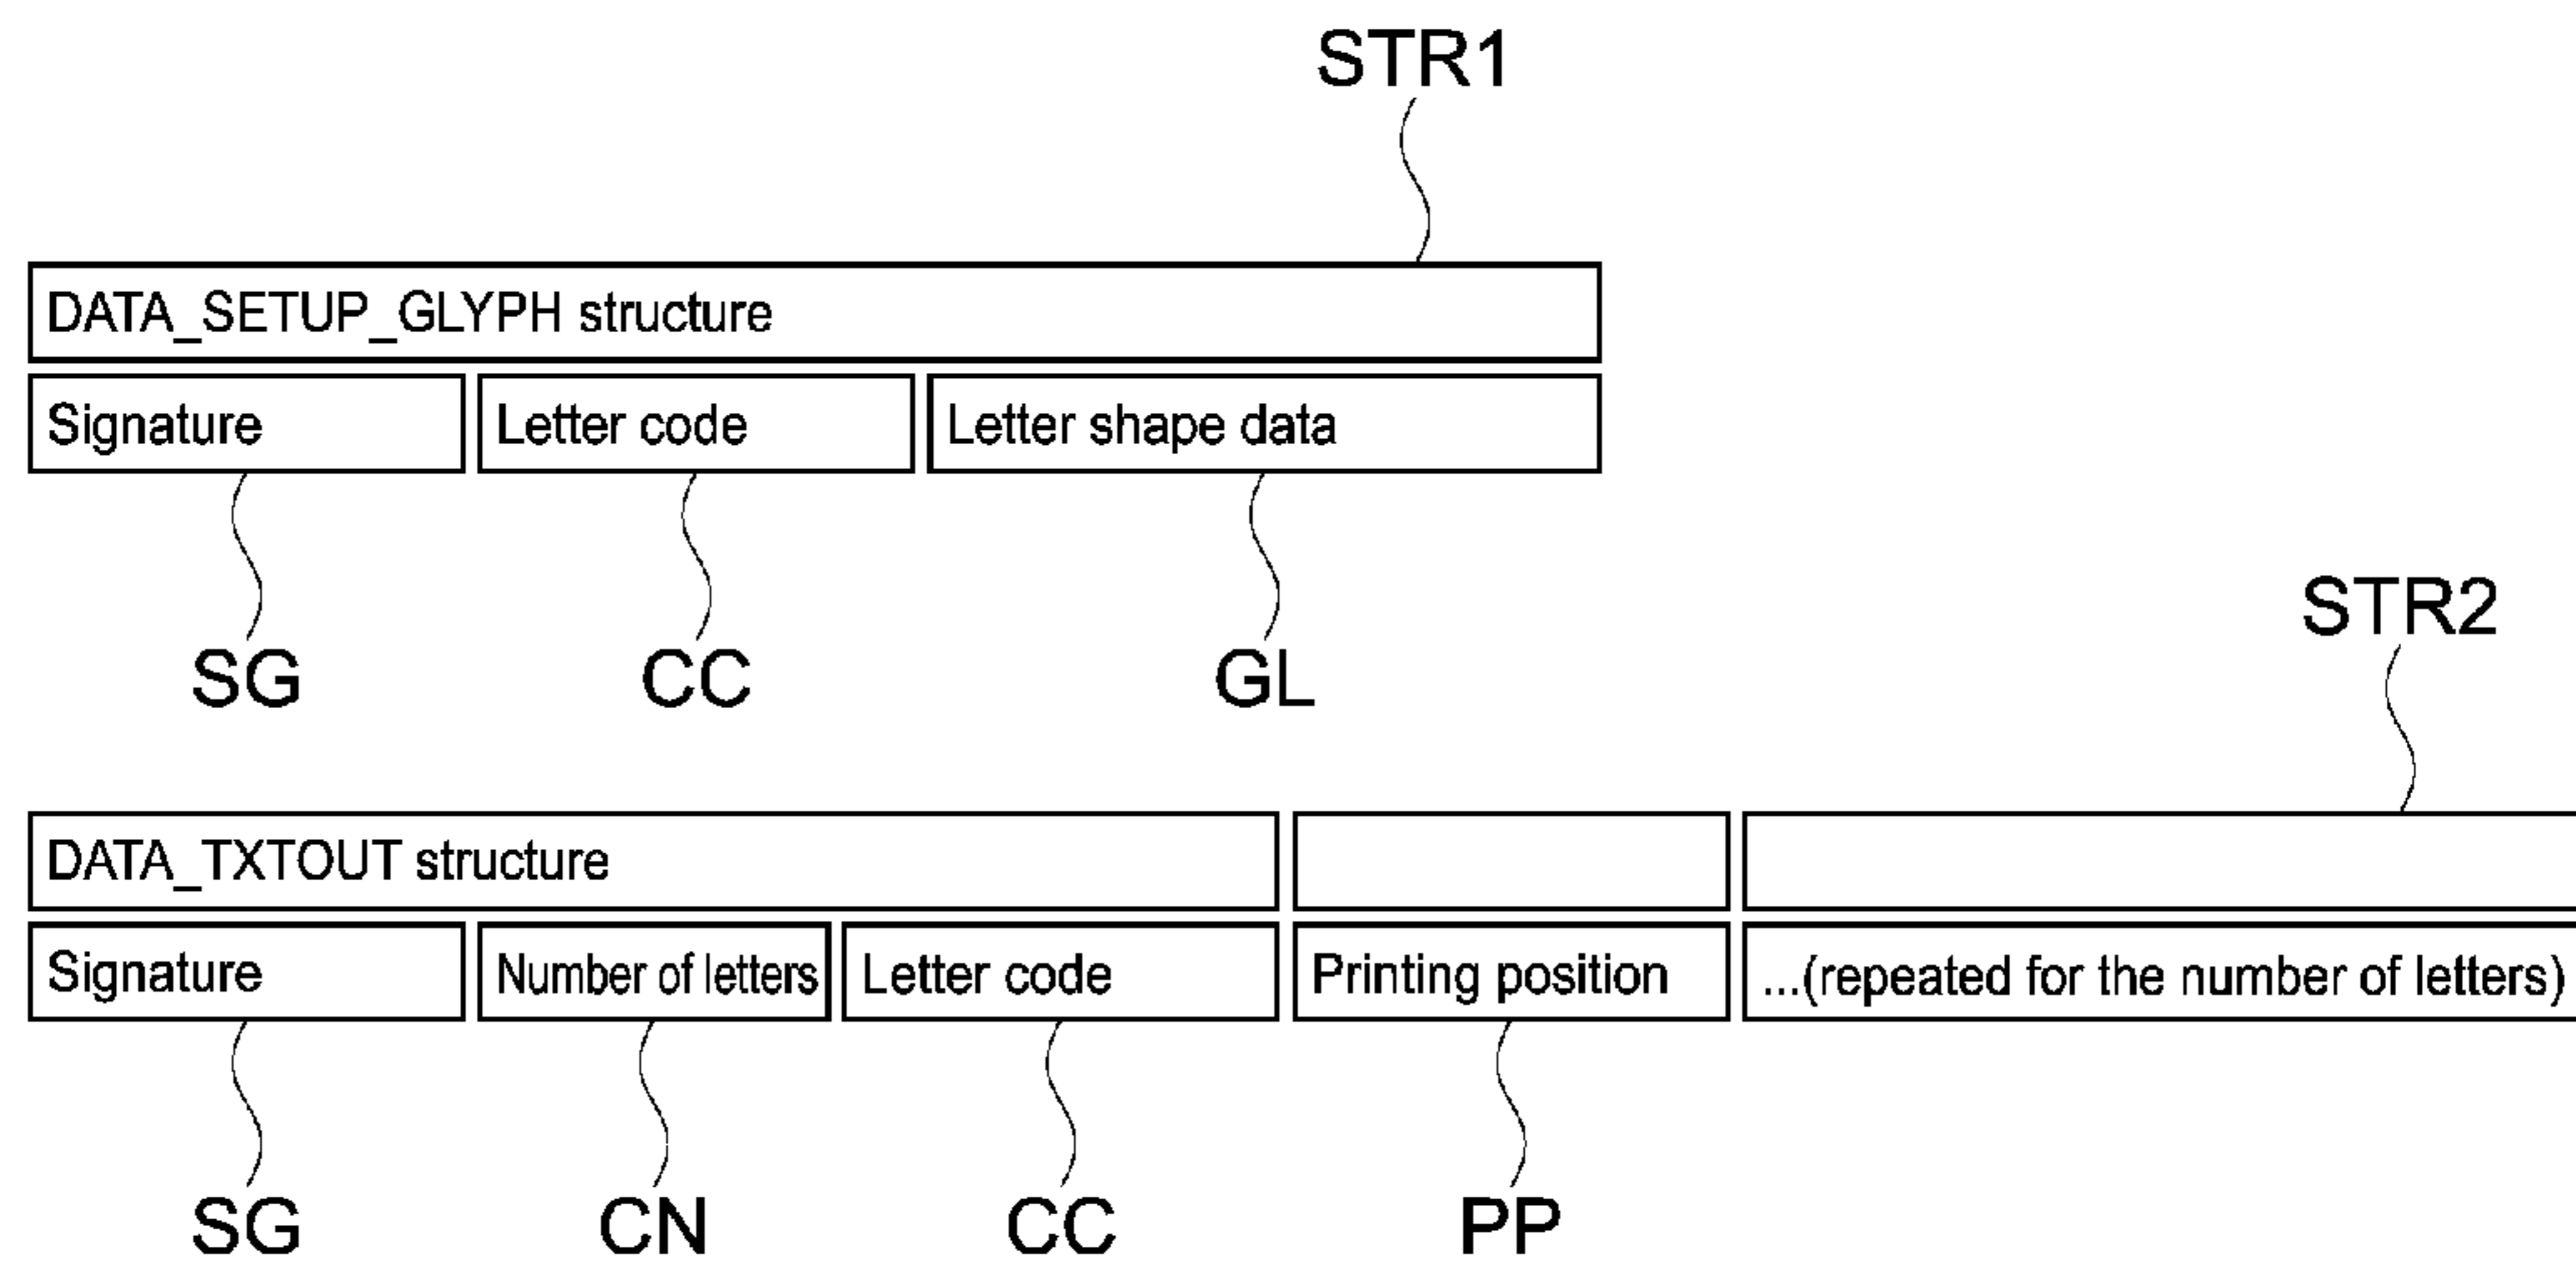 STR1
DATA_SETUP_GLYPH structure
Signature Letter code Letter shape data
SG CC GL
STR2
DATA_TXTOUT structure
Signature Number of letters Letter code Printing position ...(repeated for the number of letters)
SG CN CC PP